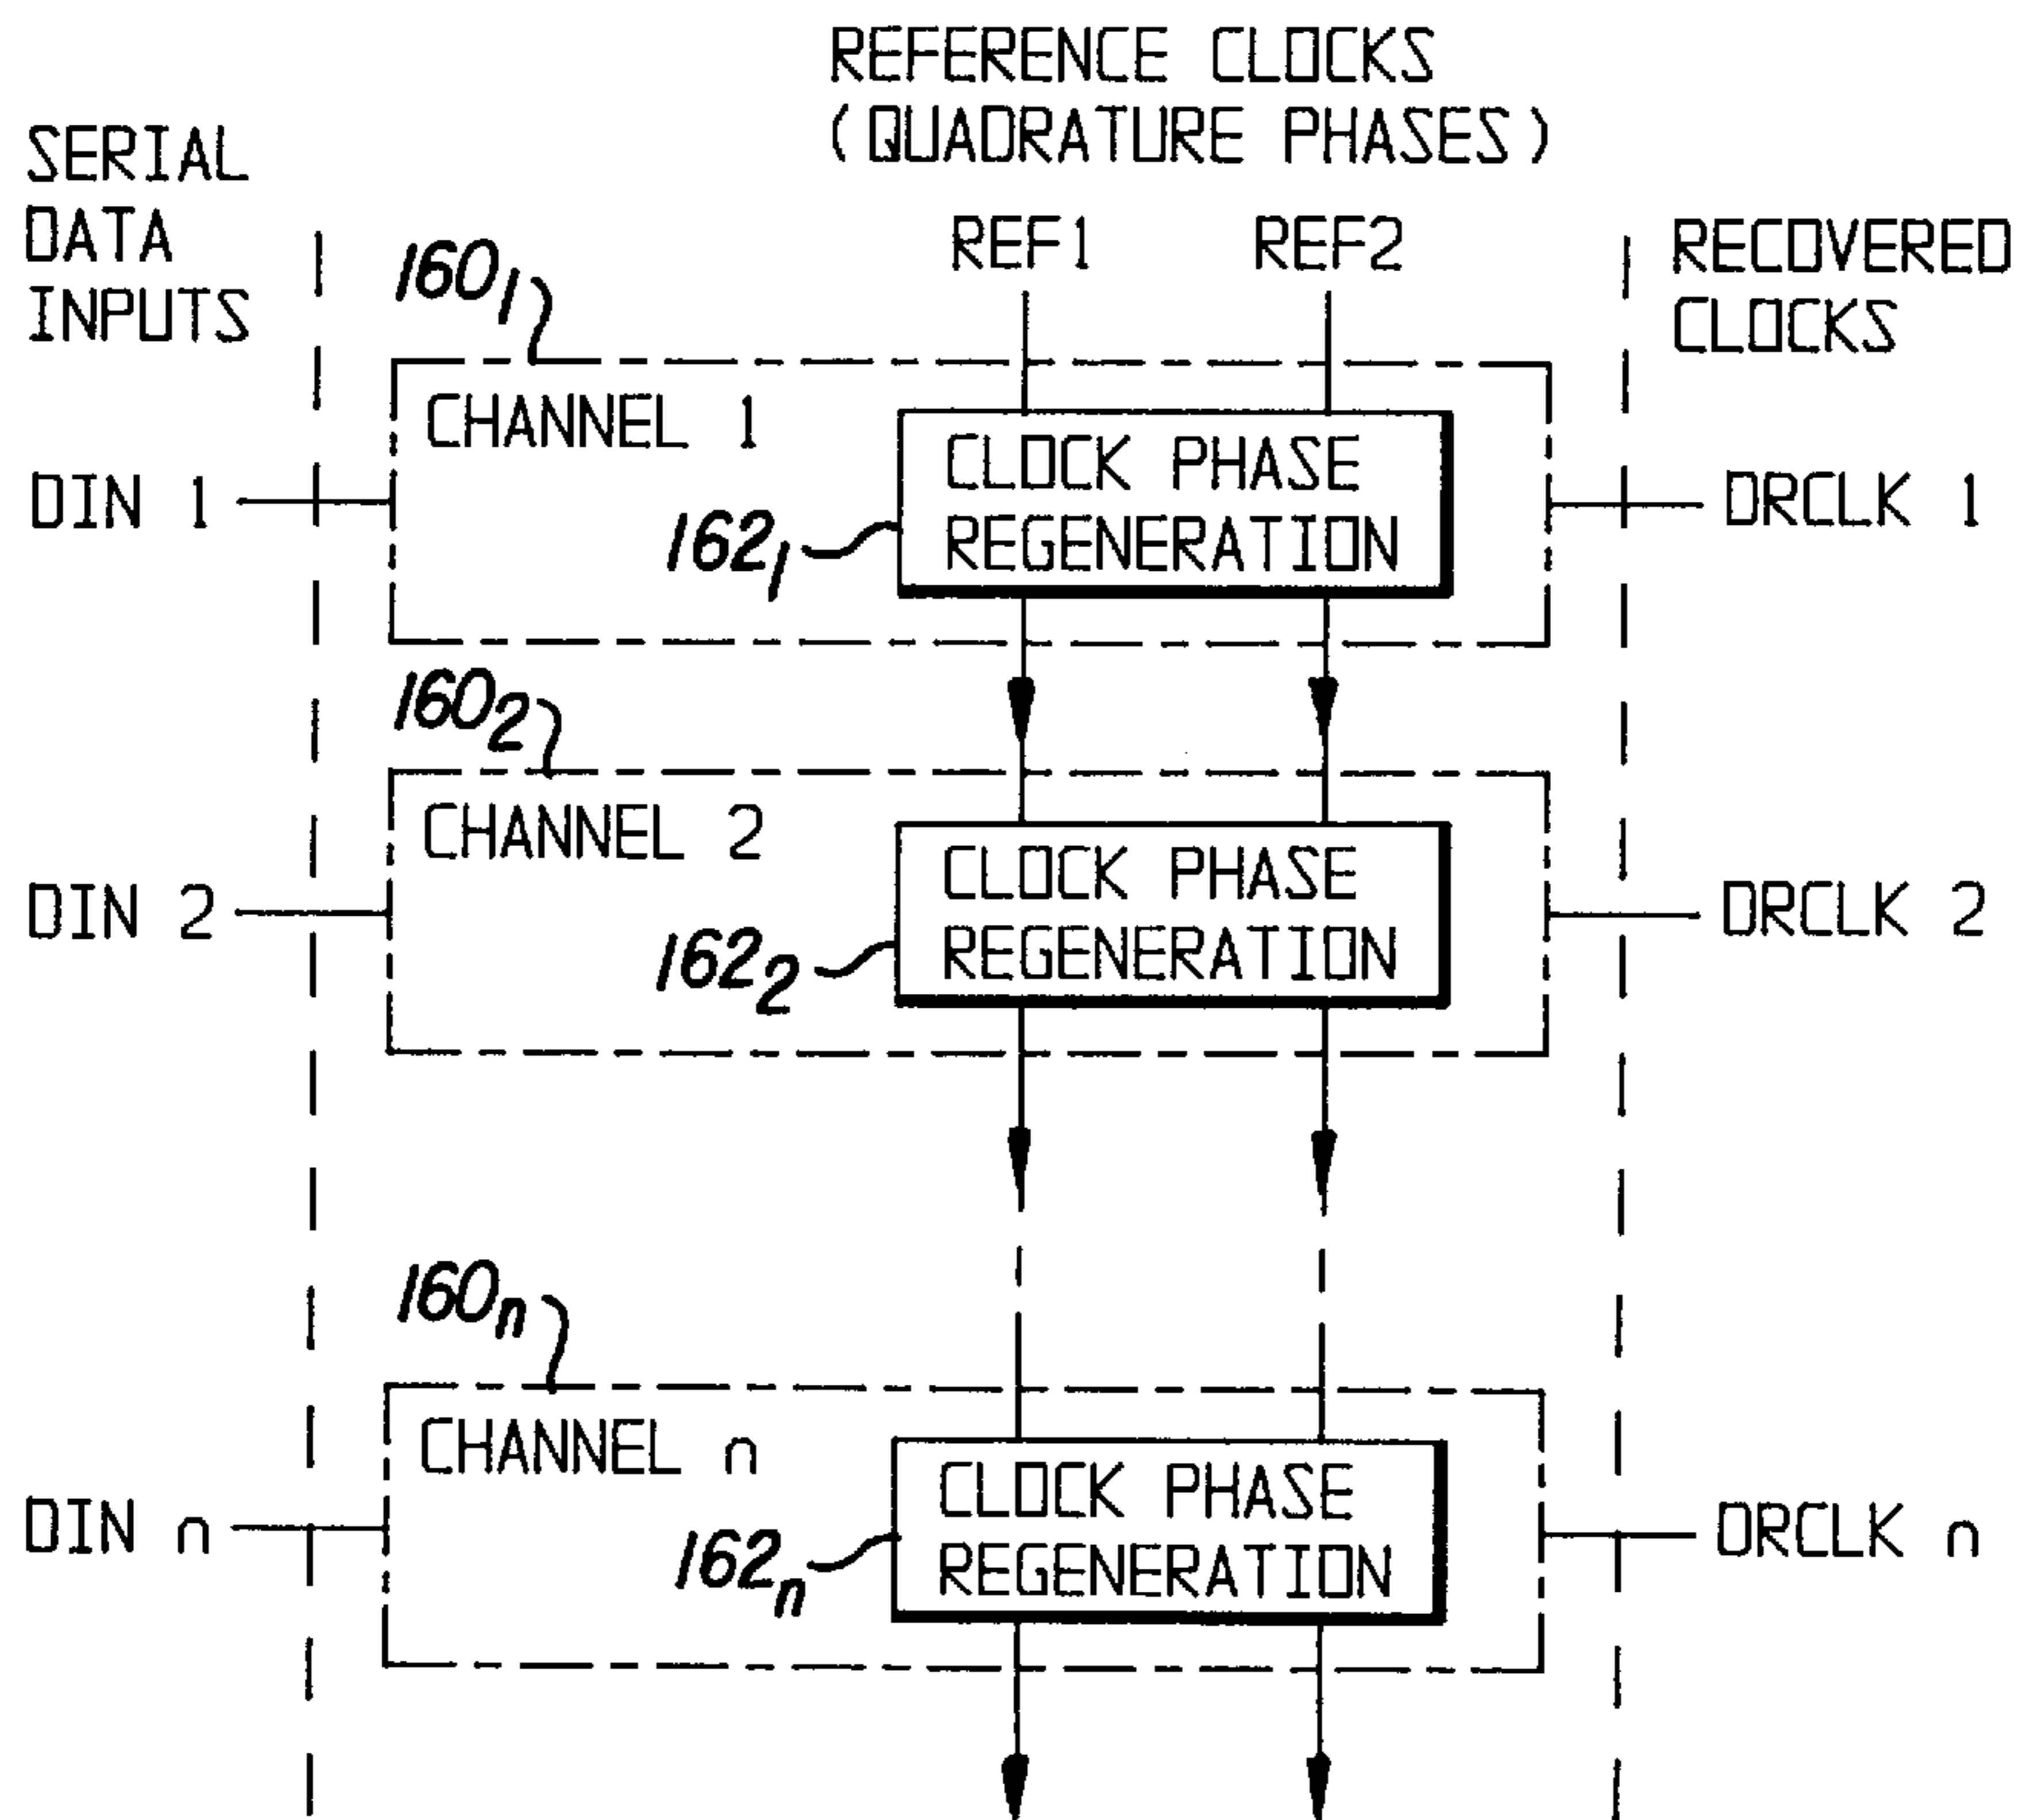 REFERENCE CLOCKS
(QUADRATURE PHASES)
SERIAL
DATA
INPUTS
REF1 REF2
RECOVERED
CLOCKS
160₁
CHANNEL 1
CLOCK PHASE
REGENERATION
DIN 1
162₁
DRCLK 1
160₂
CHANNEL 2
CLOCK PHASE
REGENERATION
DIN 2
162₂
DRCLK 2
160ₙ
CHANNEL n
CLOCK PHASE
REGENERATION
DIN n
162ₙ
DRCLK n